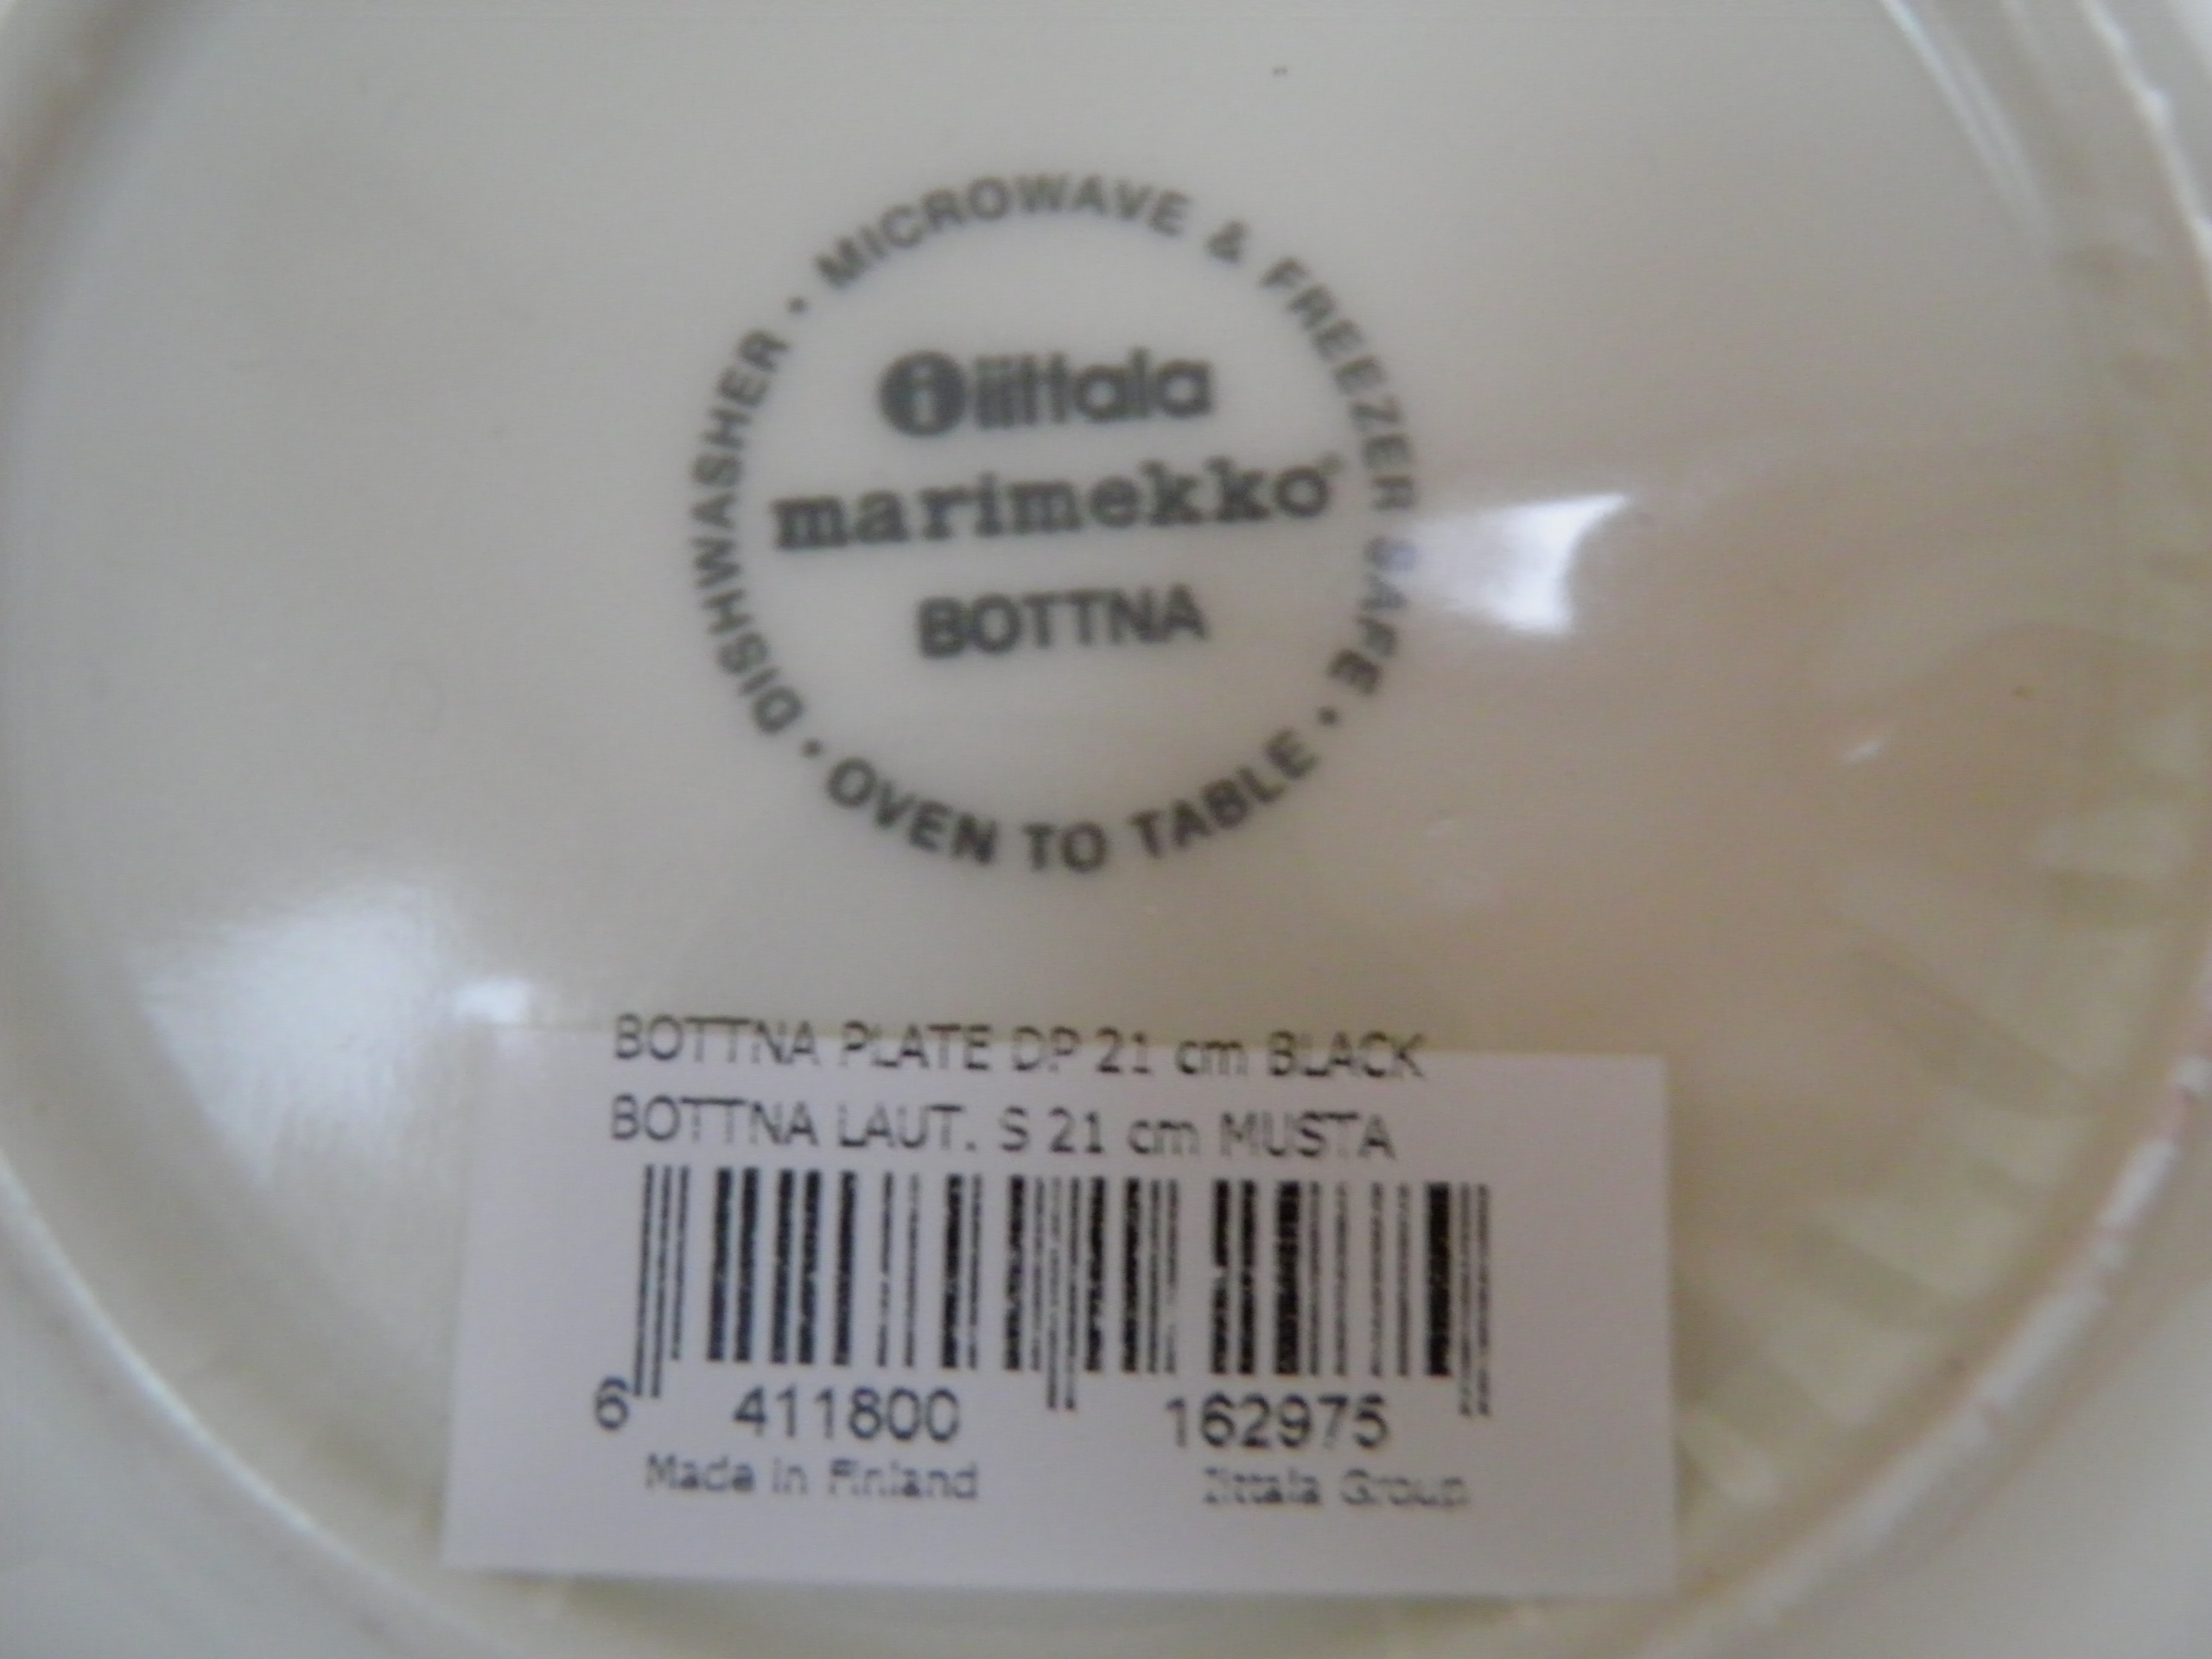 DISHWASHER • MICROWAVE & FREEZER SAFE • OVEN TO TABLE •
iittala
marimekko®
BOTTNA
BOTTNA PLATE DP 21 cm BLACK
BOTTNA LAUT. S 21 cm MUSTA
6 411800 162975
Made in Finland Iittala Group